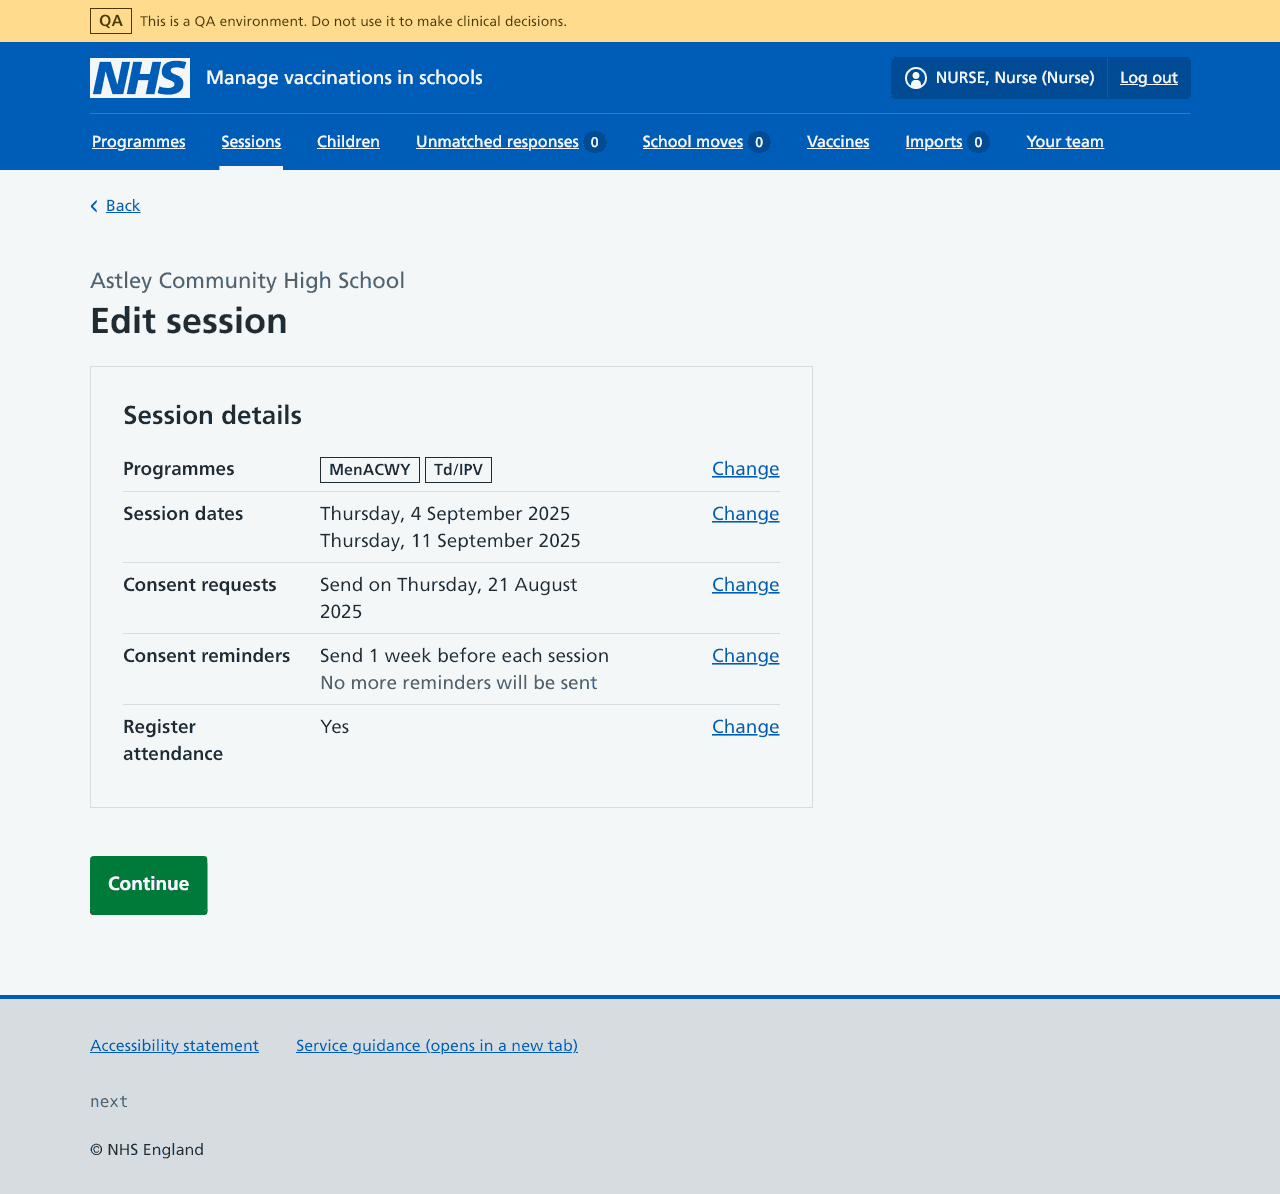 QA This is a QA environment. Do not use it to make clinical decisions.
NHS Manage vaccinations in schools NURSE, Nurse (Nurse) Log out
Programmes Sessions Children Unmatched responses 0 School moves 0 Vaccines Imports 0 Your team
Back
Astley Community High School
Edit session
Session details
Programmes MenACWY Td/IPV Change
Session dates Thursday, 4 September 2025 Change
Thursday, 11 September 2025
Consent requests Send on Thursday, 21 August Change
2025
Consent reminders Send 1 week before each session Change
No more reminders will be sent
Register Yes Change
attendance
Continue
Accessibility statement Service guidance (opens in a new tab)
next
© NHS England